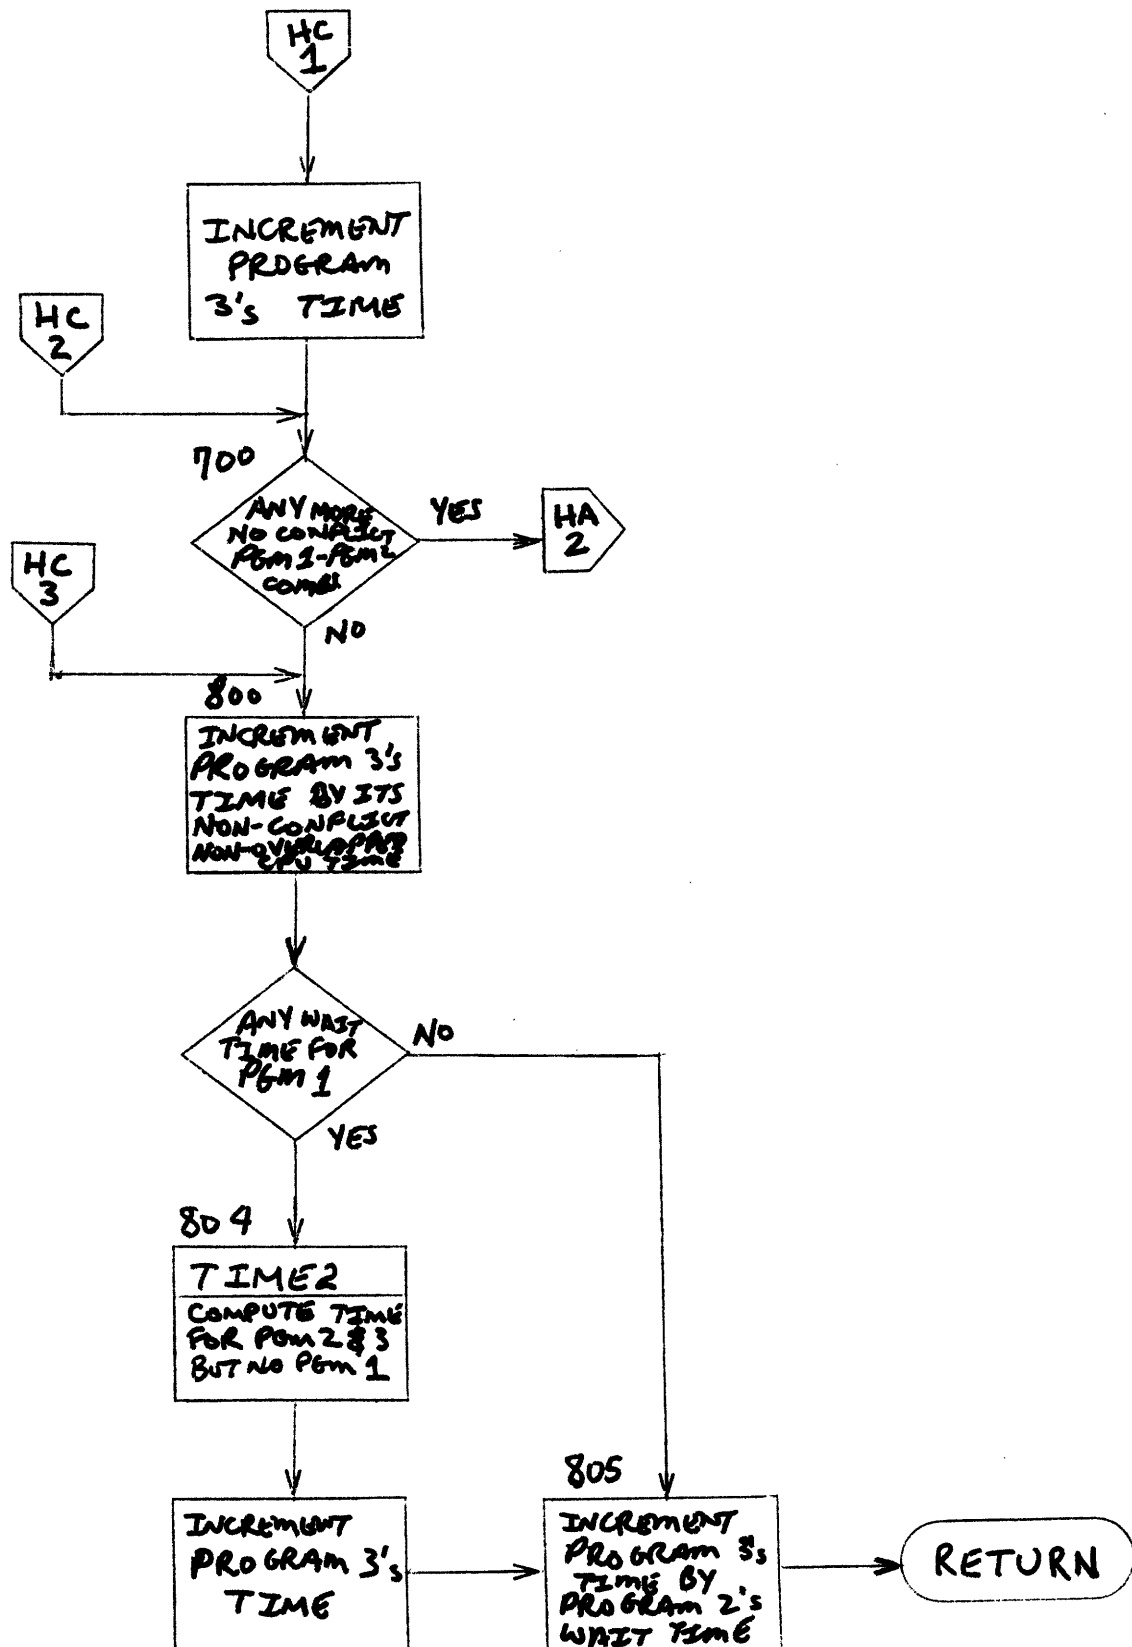 HC
1
INCREMENT
PROGRAM
3's TIME
HC
2
700
ANY MORE
NO CONFLICT
PGM 1-PGM 2
COMBS
YES
HA
2
HC
3
NO
800
INCREMENT
PROGRAM 3's
TIME BY ITS
NON-CONFLICT
NON-OVERLAPPED
CPU TIME
ANY WAIT
TIME FOR
PGM 1
NO
YES
804
TIME2
COMPUTE TIME
FOR PGM 2 & 3
BUT NO PGM 1
805
INCREMENT
PROGRAM 3's
TIME
INCREMENT
PROGRAM 3's
TIME BY
PROGRAM 2's
WAIT TIME
RETURN